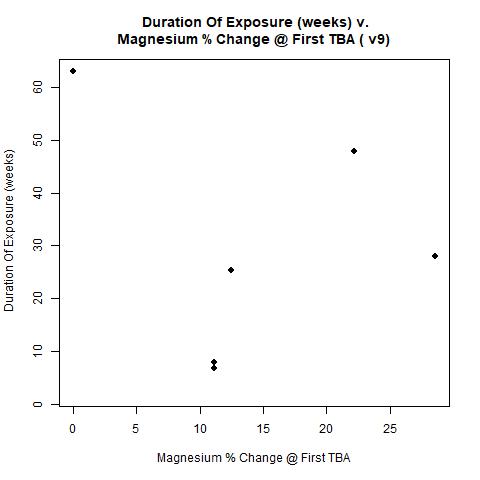 Duration Of Exposure (weeks) v.
Magnesium % Change @ First TBA ( v9)
Duration Of Exposure (weeks)
60
50
40
30
20
10
0
0 5 10 15 20 25
Magnesium % Change @ First TBA